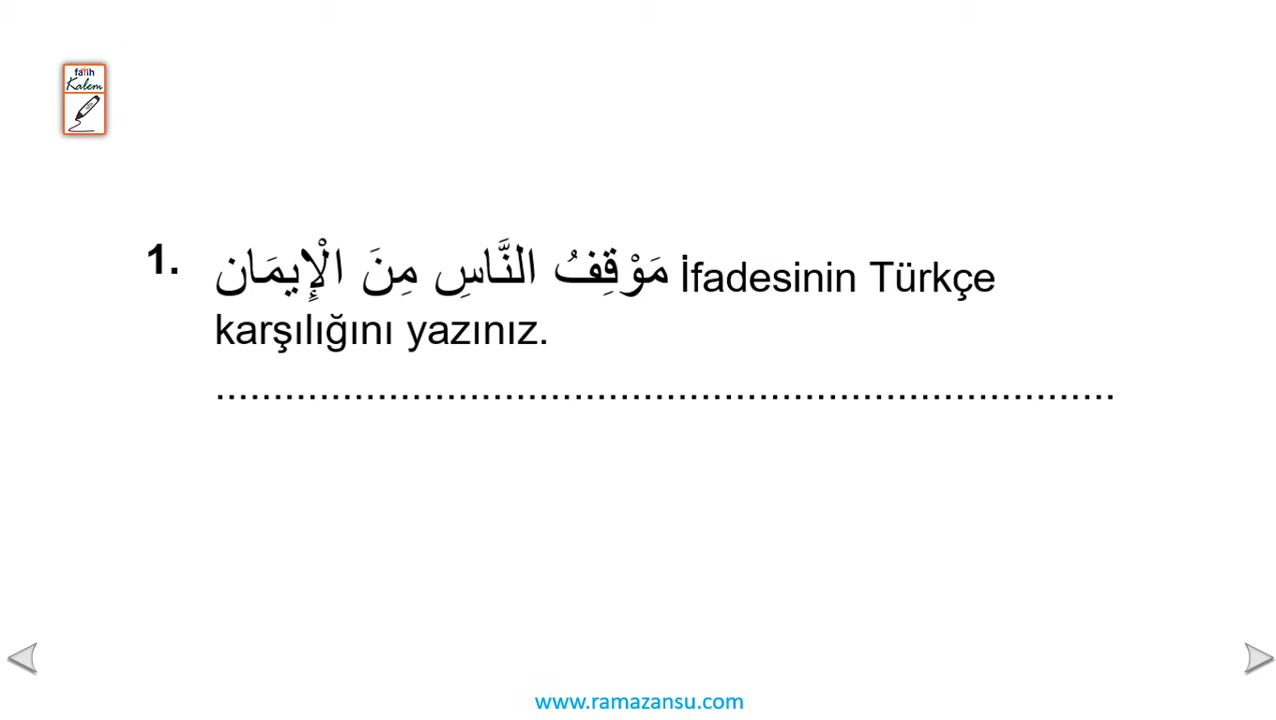 fatih
Kalem
1. مَوْقِفُ النَّاسِ مِنَ الْإِيمَان İfadesinin Türkçe
karşılığını yazınız.
..............................................................................
www.ramazansu.com